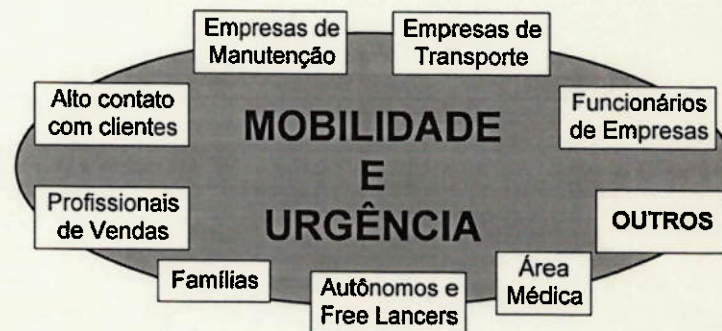 Empresas de
Manutenção
Empresas de
Transporte
Alto contato
com clientes
Funcionários
de Empresas
MOBILIDADE
E
URGÊNCIA
Profissionais
de Vendas
OUTROS
Famílias
Autônomos e
Free Lancers
Área
Médica